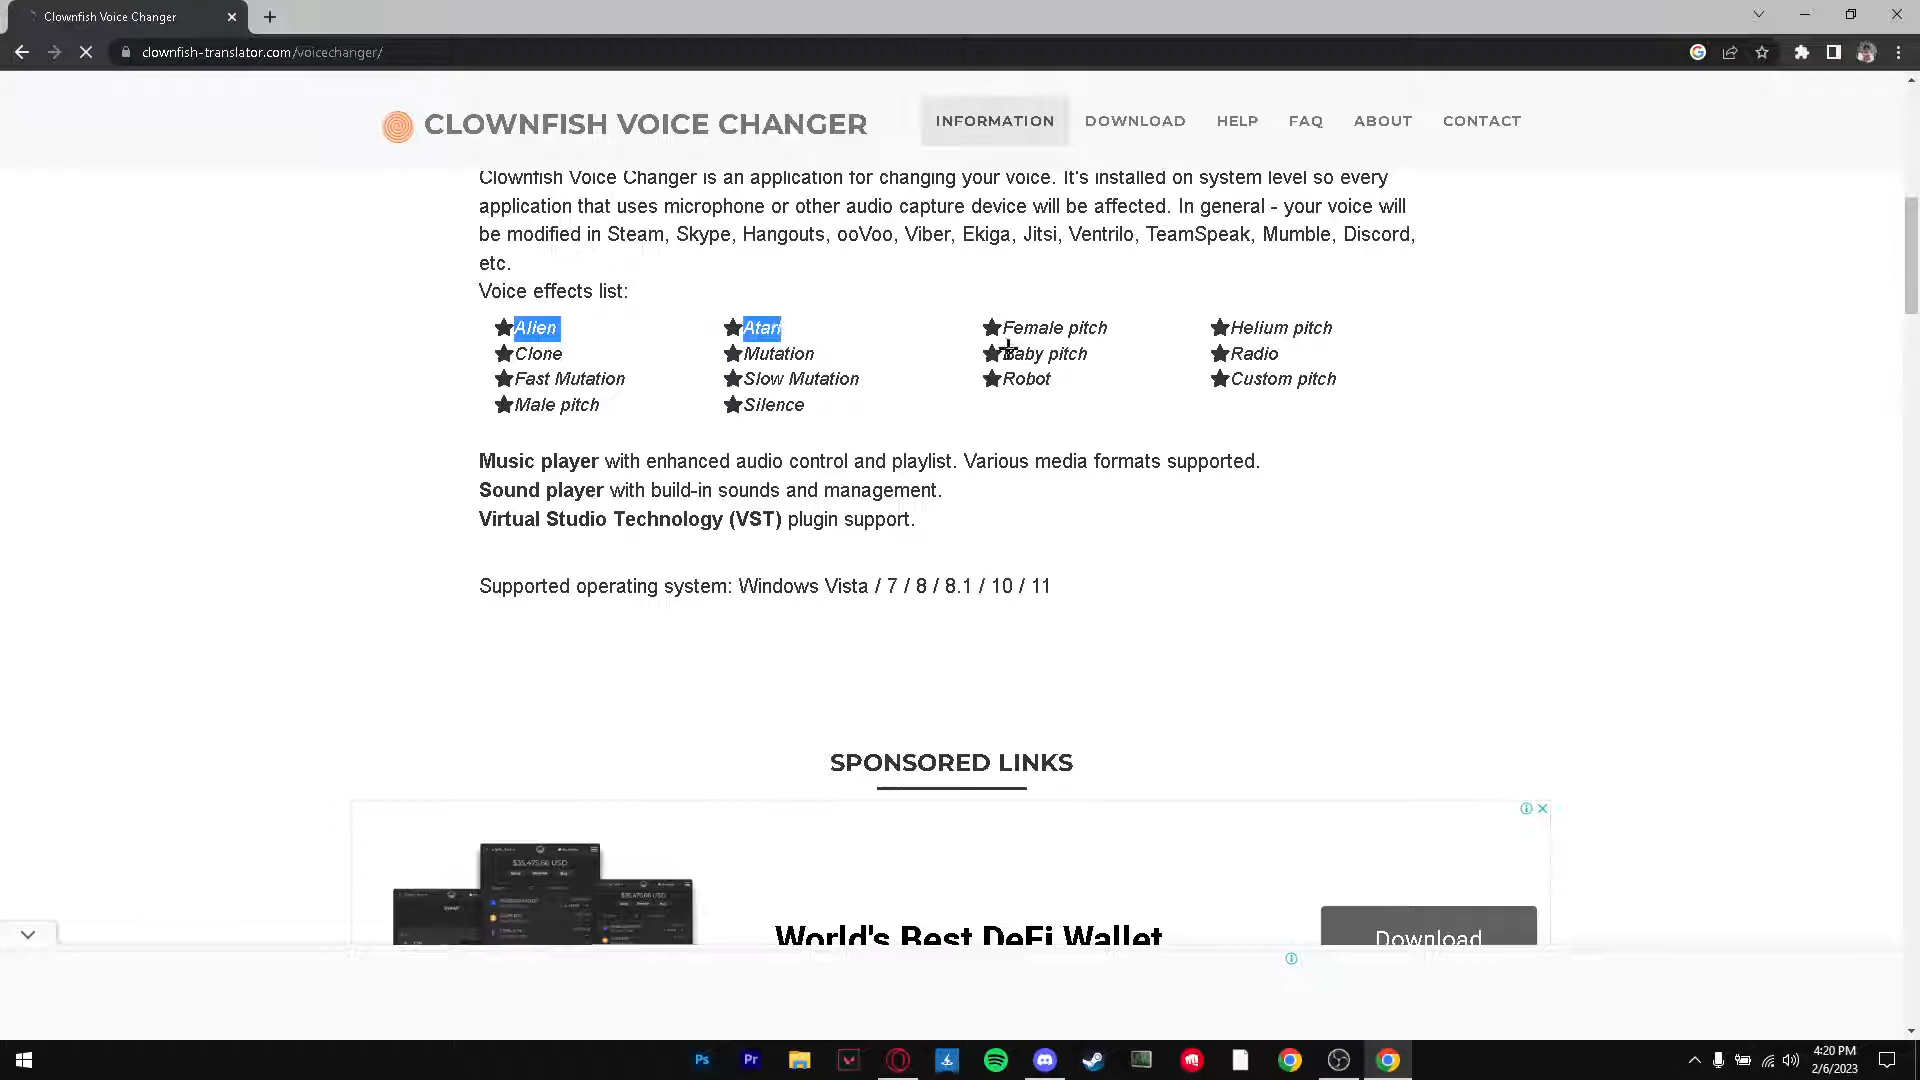 Clownfish Voice Changer
clownfish-translator.com/voicechanger/
CLOWNFISH VOICE CHANGER
INFORMATION
DOWNLOAD
HELP
FAQ
ABOUT
CONTACT
Clownfish Voice Changer is an application for changing your voice. It's installed on system level so every
application that uses microphone or other audio capture device will be affected. In general - your voice will
be modified in Steam, Skype, Hangouts, ooVoo, Viber, Ekiga, Jitsi, Ventrilo, TeamSpeak, Mumble, Discord,
etc.
Voice effects list:
Alien
Atari
Female pitch
Helium pitch
Clone
Mutation
Baby pitch
Radio
Fast Mutation
Slow Mutation
Robot
Custom pitch
Male pitch
Silence
Music player with enhanced audio control and playlist. Various media formats supported.
Sound player with build-in sounds and management.
Virtual Studio Technology (VST) plugin support.
Supported operating system: Windows Vista / 7 / 8 / 8.1 / 10 / 11
SPONSORED LINKS
$35,475.66 USD
World's Best DeFi Wallet
Download
Ps
Pr
4:20 PM
2/6/2023